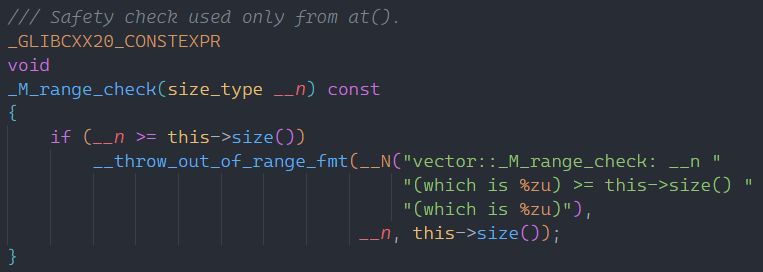 /// Safety check used only from at().
_GLIBCXX20_CONSTEXPR
void
_M_range_check(size_type __n) const
{
    if (__n >= this->size())
        __throw_out_of_range_fmt(__N("vector::_M_range_check: __n "
                                     "(which is %zu) >= this->size() "
                                     "(which is %zu)"),
                                 __n, this->size());
}